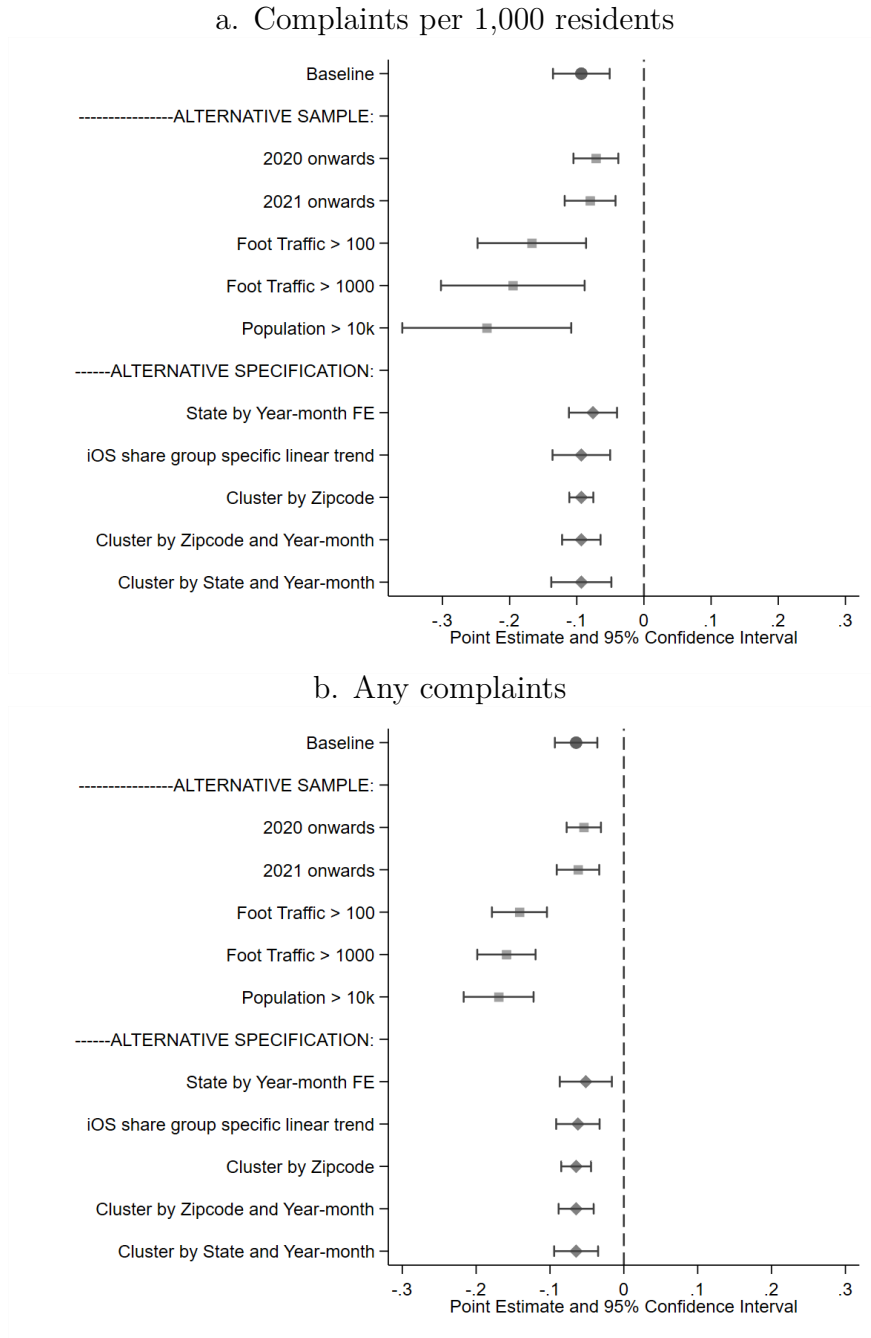 a. Complaints per 1,000 residents
Baseline
----------------ALTERNATIVE SAMPLE:
2020 onwards
2021 onwards
Foot Traffic > 100
Foot Traffic > 1000
Population > 10k
------ALTERNATIVE SPECIFICATION:
State by Year-month FE
iOS share group specific linear trend
Cluster by Zipcode
Cluster by Zipcode and Year-month
Cluster by State and Year-month
-.3 -.2 -.1 0 .1 .2 .3
Point Estimate and 95% Confidence Interval
b. Any complaints
Baseline
----------------ALTERNATIVE SAMPLE:
2020 onwards
2021 onwards
Foot Traffic > 100
Foot Traffic > 1000
Population > 10k
------ALTERNATIVE SPECIFICATION:
State by Year-month FE
iOS share group specific linear trend
Cluster by Zipcode
Cluster by Zipcode and Year-month
Cluster by State and Year-month
-.3 -.2 -.1 0 .1 .2 .3
Point Estimate and 95% Confidence Interval